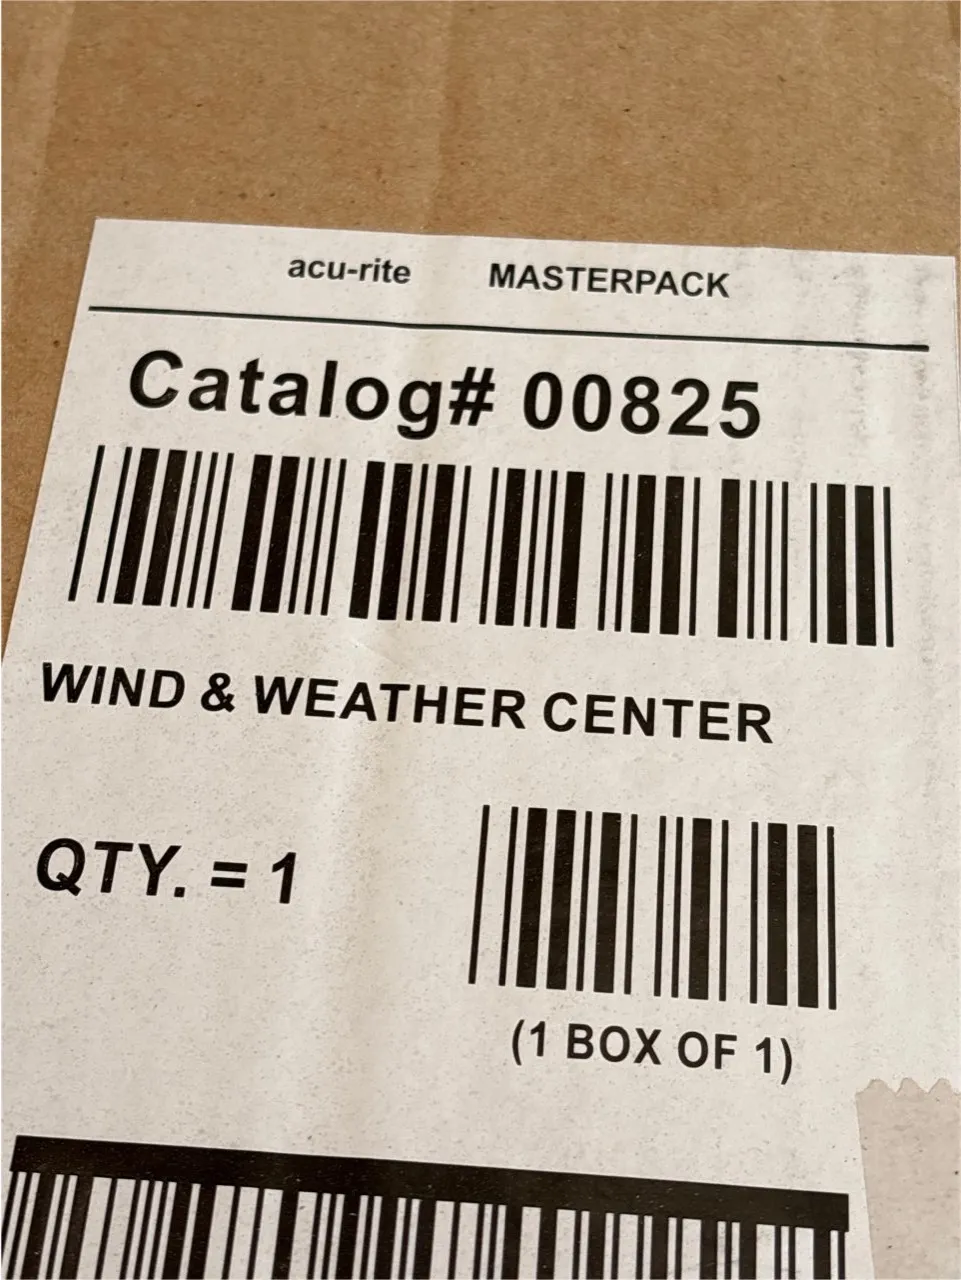 acu-rite MASTERPACK
Catalog# 00825
WIND & WEATHER CENTER
QTY. = 1
(1 BOX OF 1)